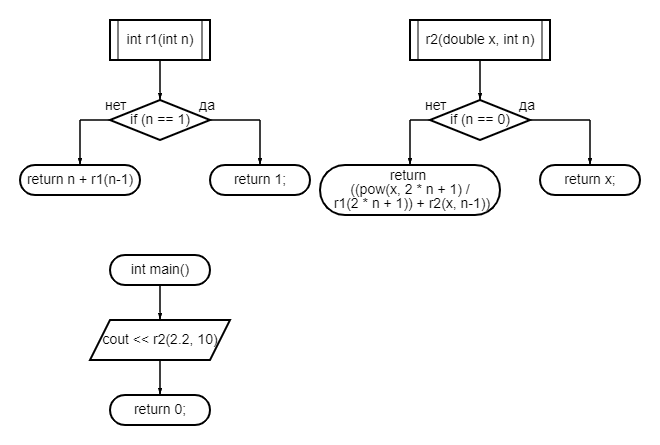 int r1(int n)
нет
да
if (n == 1)
return n + r1(n-1)
return 1;
r2(double x, int n)
нет
да
if (n == 0)
return
((pow(x, 2 * n + 1) /
r1(2 * n + 1)) + r2(x, n-1))
return x;
int main()
cout << r2(2.2, 10)
return 0;